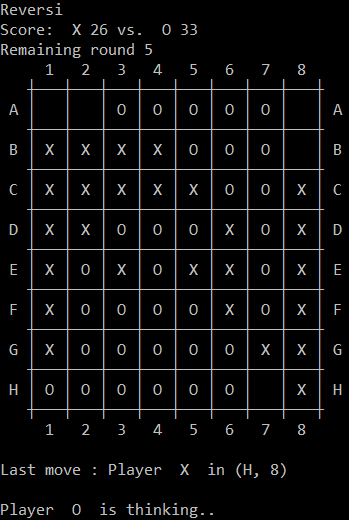 Reversi
Score: X 26 vs. O 33
Remaining round 5
1 2 3 4 5 6 7 8
A O O O O O A
B X X X X O O O B
C X X X X X O O X C
D X X O O O X O X D
E X O X O X X O X E
F X O O O O X O X F
G X O O O O O X X G
H O O O O O O X H
1 2 3 4 5 6 7 8
Last move : Player X in (H, 8)
Player O is thinking..